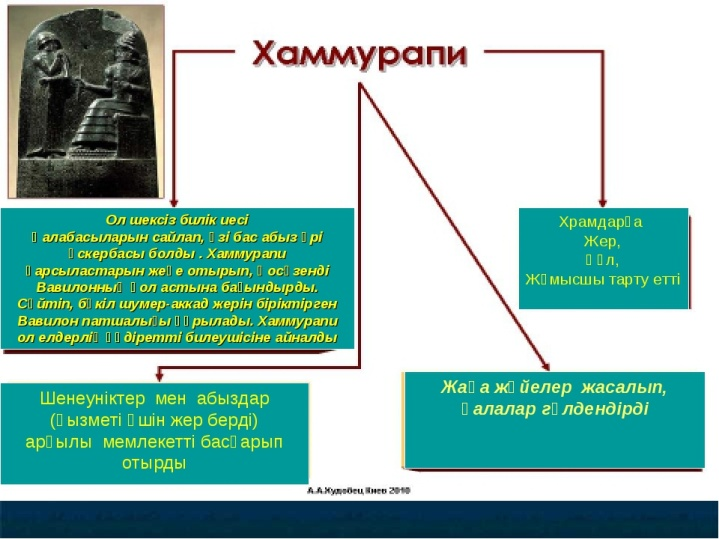 Хаммурапи
Ол шексіз билік иесі
Қалабасыларын сайлап, өзі бас абыз әрі
әскербасы болды . Хаммурапи
қарсыластарын жеңе отырып, Қосөзенді
Вавилонның қол астына бағындырды.
Сөйтіп, бүкіл шумер-аккад жерін біріктірген
Вавилон патшалығы құрылады. Хаммурапи
ол елдерлің құдіретті билеушісіне айналды
Храмдарға
Жер,
Құл,
Жұмысшы тарту етті
Шенеуніктер мен абыздар
(қызметі үшін жер берді)
арқылы мемлекетті басқарып
отырды
Жаңа жүйелер жасалып,
қалалар гүлдендірді
А.А.Худобец Киев 2010